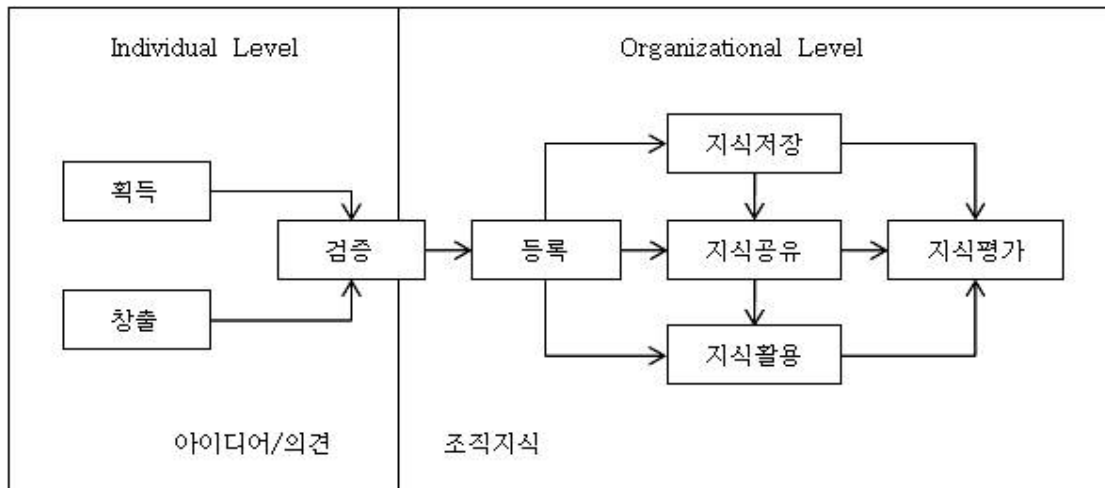 Individual Level
Organizational Level
지식저장
획득
검증
등록
지식공유
지식평가
창출
지식활용
아이디어/의견
조직지식